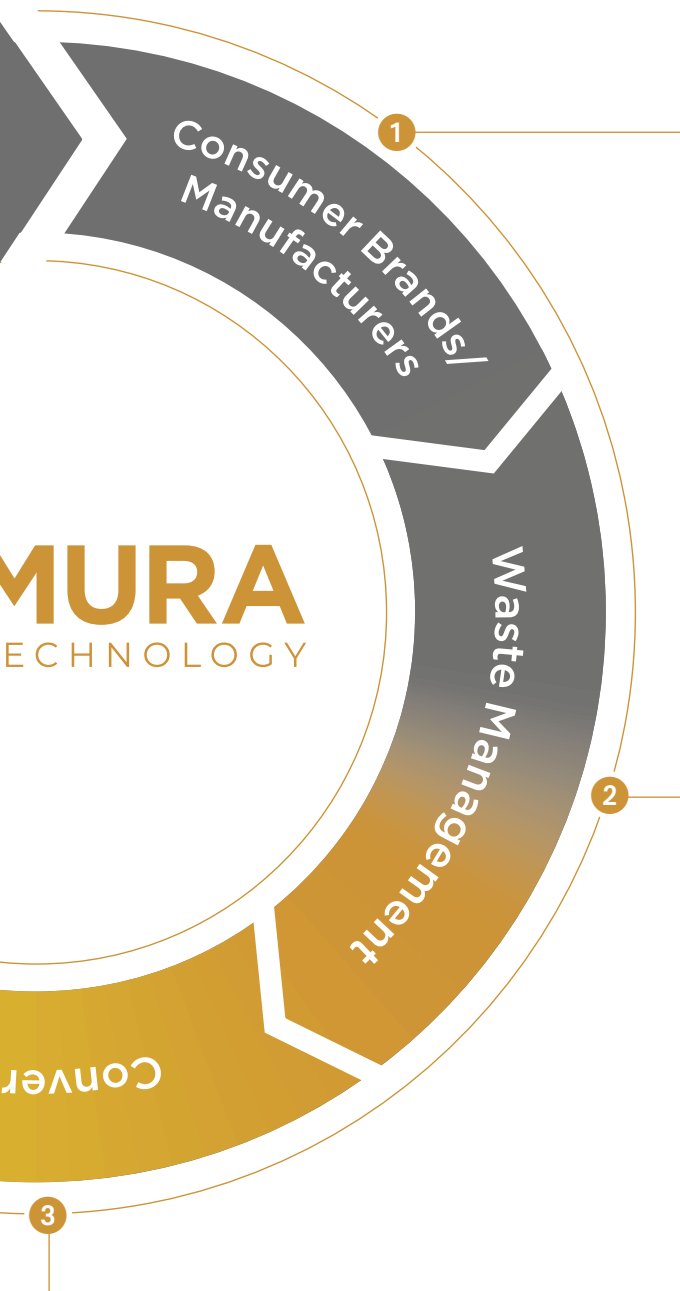 1
Consumer Brands/
Manufacturers
MURA
ECHNOLOGY
Waste Management
2
Conver
3